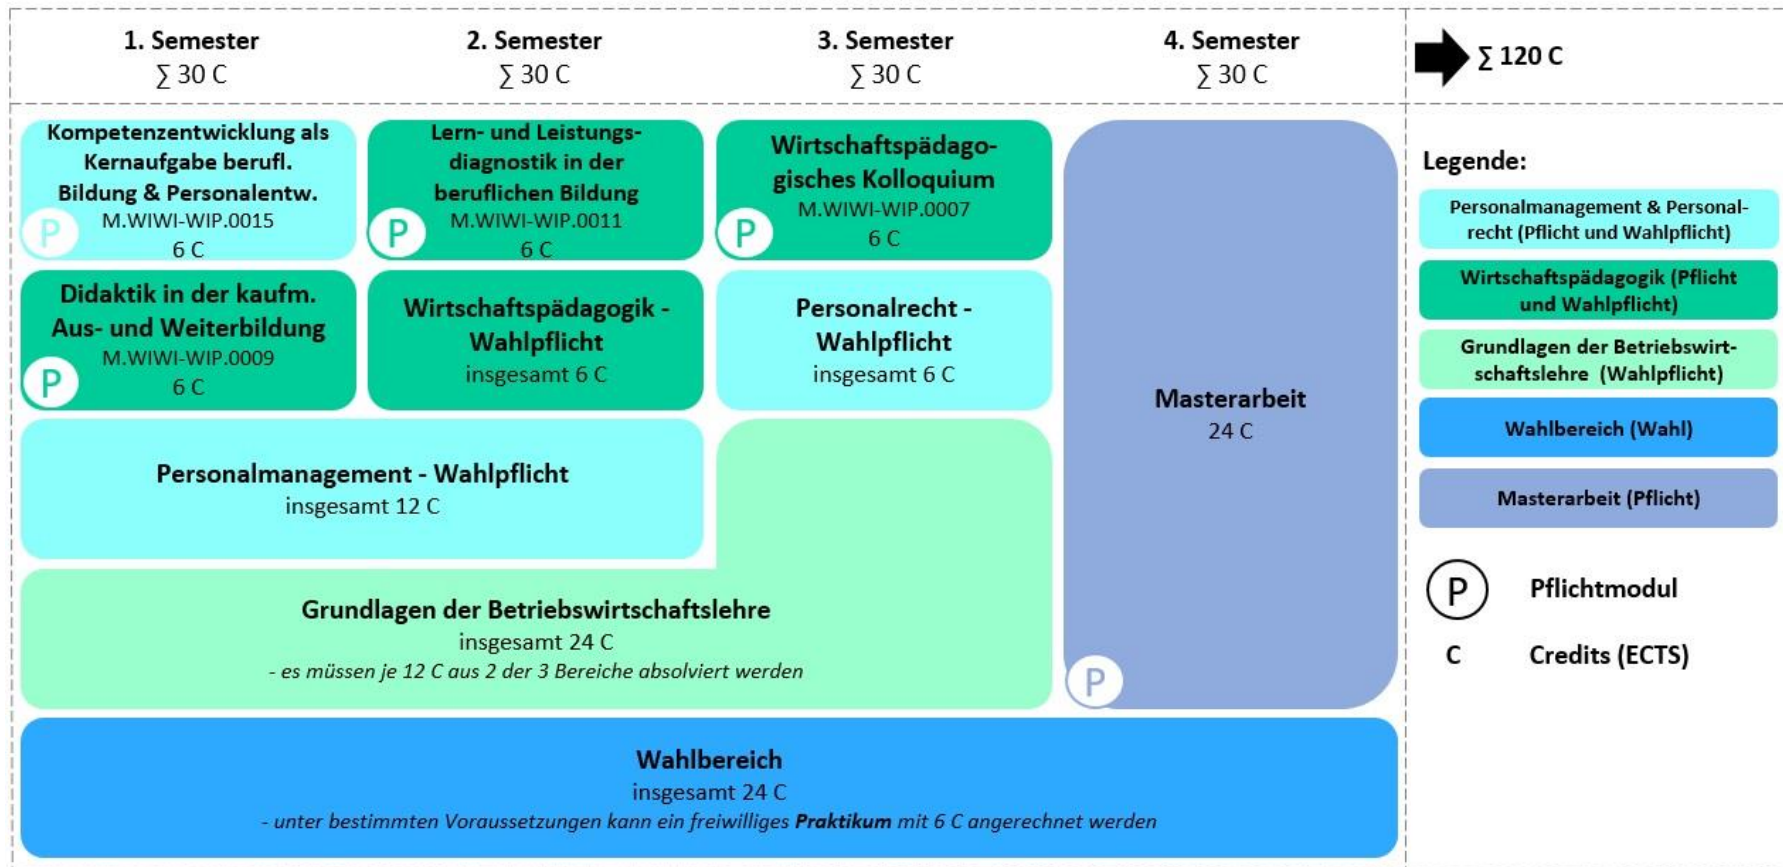 1. Semester
∑ 30 C
2. Semester
∑ 30 C
3. Semester
∑ 30 C
4. Semester
∑ 30 C
∑ 120 C
Kompetenzentwicklung als
Kernaufgabe berufl.
Bildung & Personalentw.
M.WIWI-WIP.0015
6 C
P
Lern- und Leistungs-
diagnostik in der
beruflichen Bildung
M.WIWI-WIP.0011
6 C
P
Wirtschaftspädago-
gisches Kolloquium
M.WIWI-WIP.0007
6 C
P
Didaktik in der kaufm.
Aus- und Weiterbildung
M.WIWI-WIP.0009
6 C
P
Wirtschaftspädagogik -
Wahlpflicht
insgesamt 6 C
Personalrecht -
Wahlpflicht
insgesamt 6 C
Masterarbeit
24 C
P
Personalmanagement - Wahlpflicht
insgesamt 12 C
Grundlagen der Betriebswirtschaftslehre
insgesamt 24 C
- es müssen je 12 C aus 2 der 3 Bereiche absolviert werden
Wahlbereich
insgesamt 24 C
- unter bestimmten Voraussetzungen kann ein freiwilliges Praktikum mit 6 C angerechnet werden
Legende:
Personalmanagement & Personal-
recht (Pflicht und Wahlpflicht)
Wirtschaftspädagogik (Pflicht
und Wahlpflicht)
Grundlagen der Betriebswirt-
schaftslehre (Wahlpflicht)
Wahlbereich (Wahl)
Masterarbeit (Pflicht)
P Pflichtmodul
C Credits (ECTS)